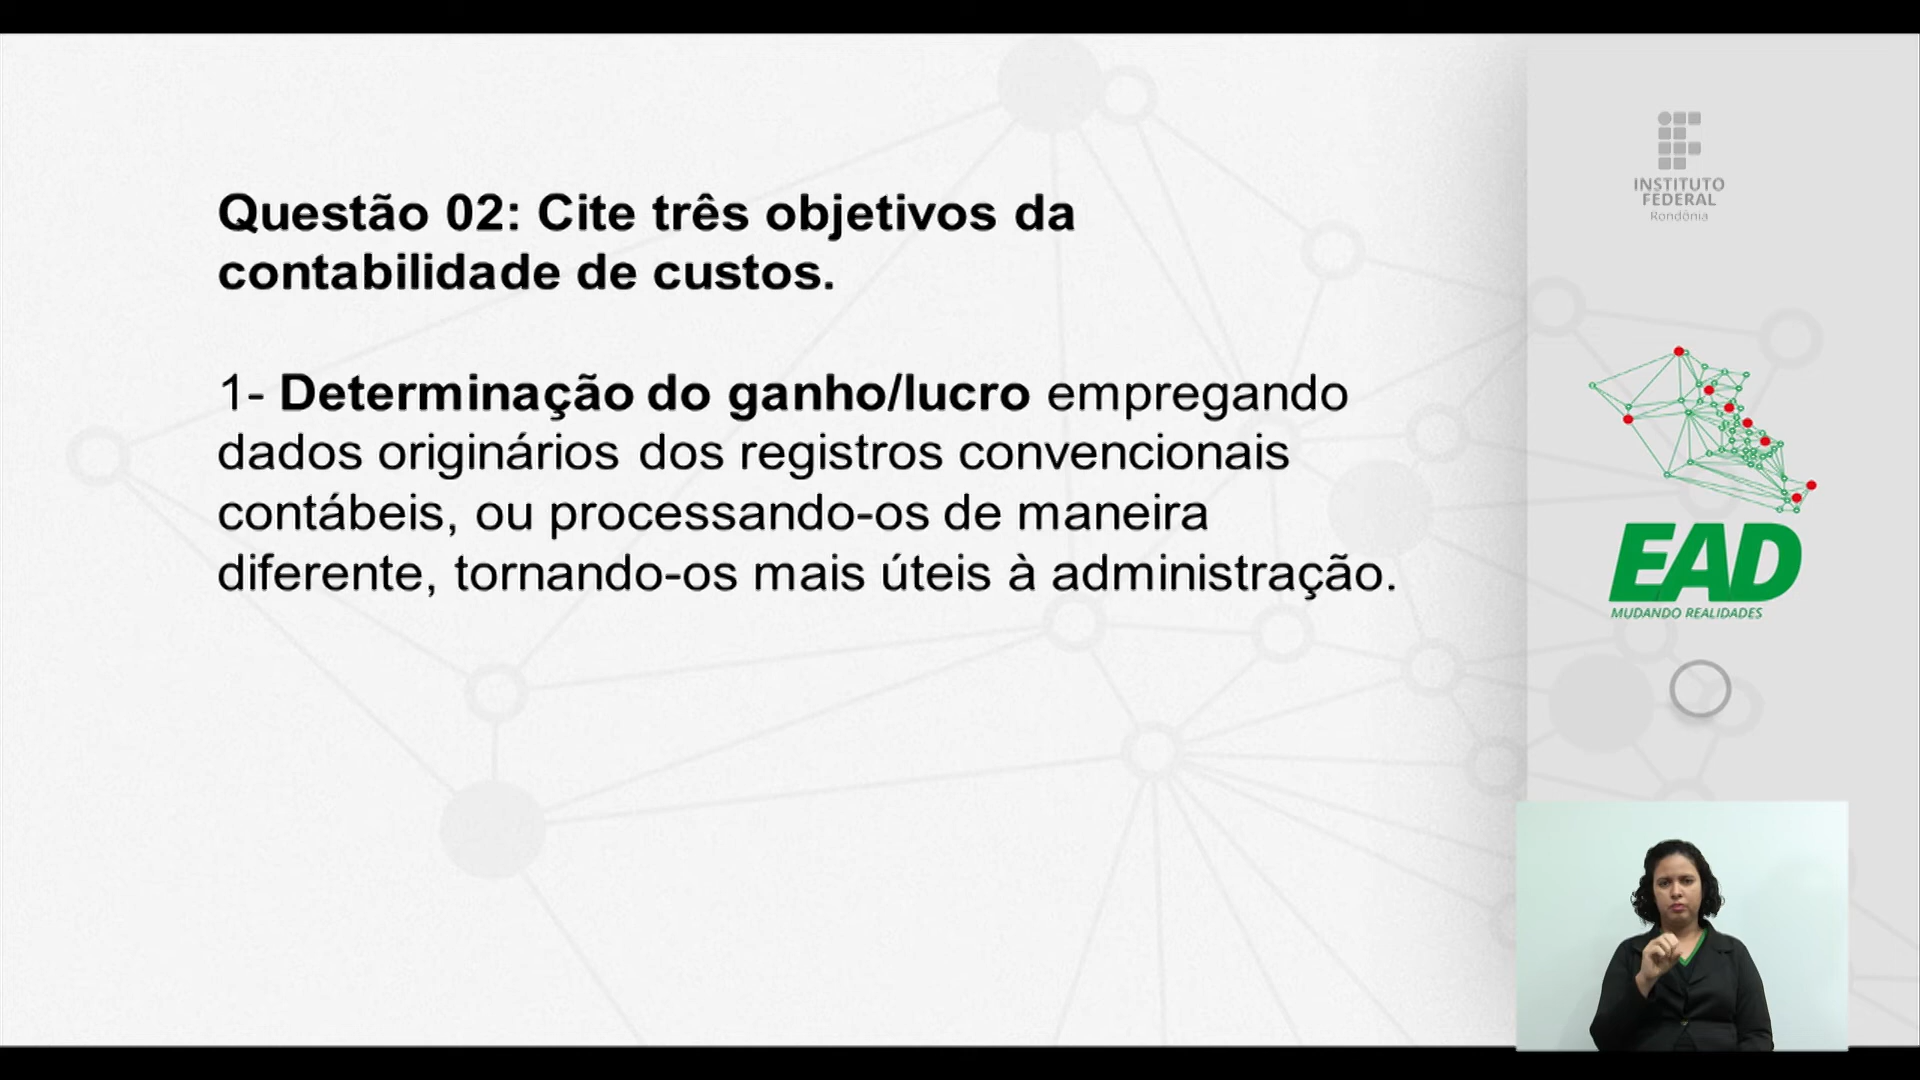 Questão 02: Cite três objetivos da
contabilidade de custos.
1- Determinação do ganho/lucro empregando
dados originários dos registros convencionais
contábeis, ou processando-os de maneira
diferente, tornando-os mais úteis à administração.
INSTITUTO
FEDERAL
Rondônia
EAD
MUDANDO REALIDADES